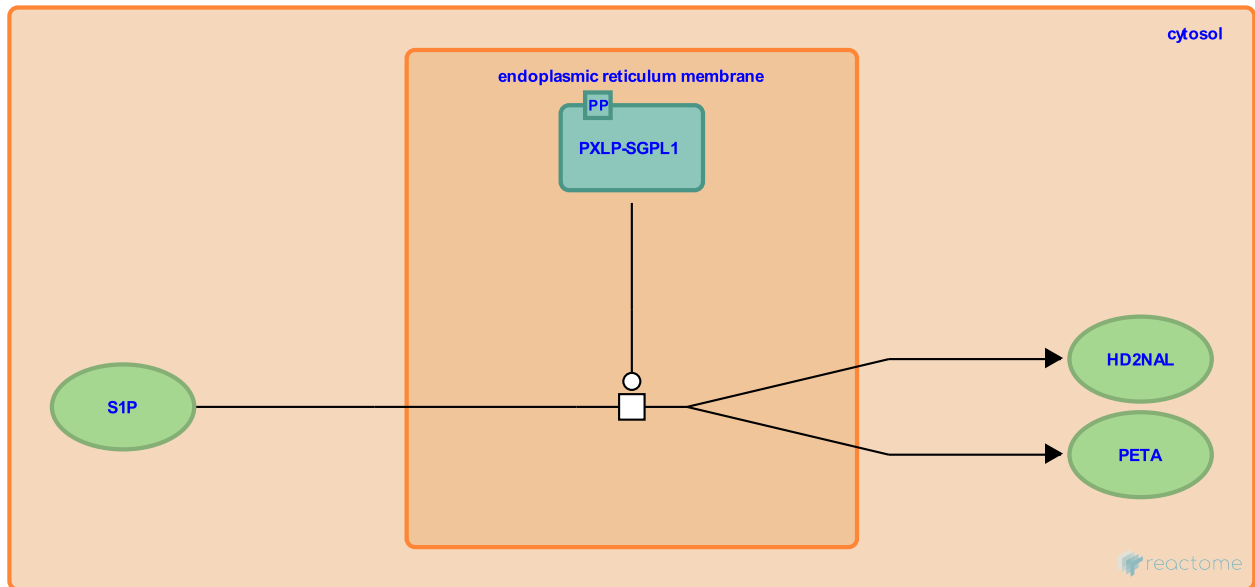 cytosol
endoplasmic reticulum membrane
PP
PXLP-SGPL1
HD2NAL
S1P
PETA
reactome